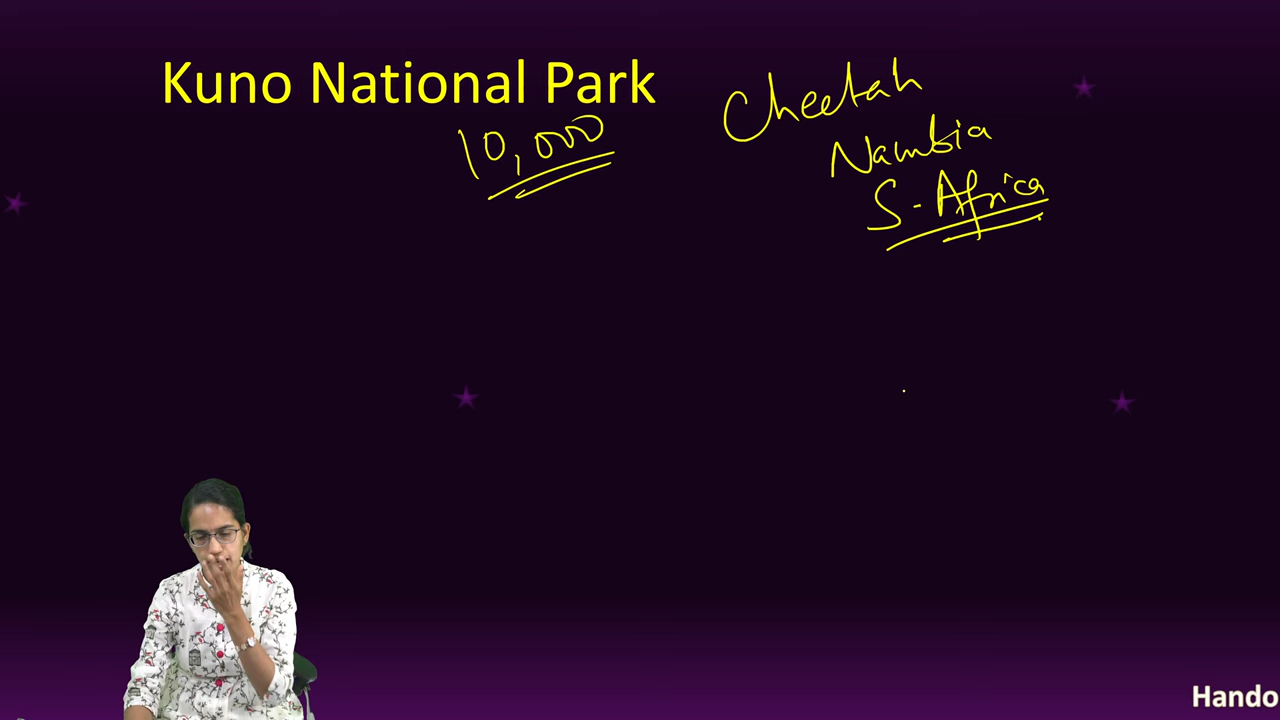 Kuno National Park
10,000
Cheetah
Nambia
S-Africa
Hando